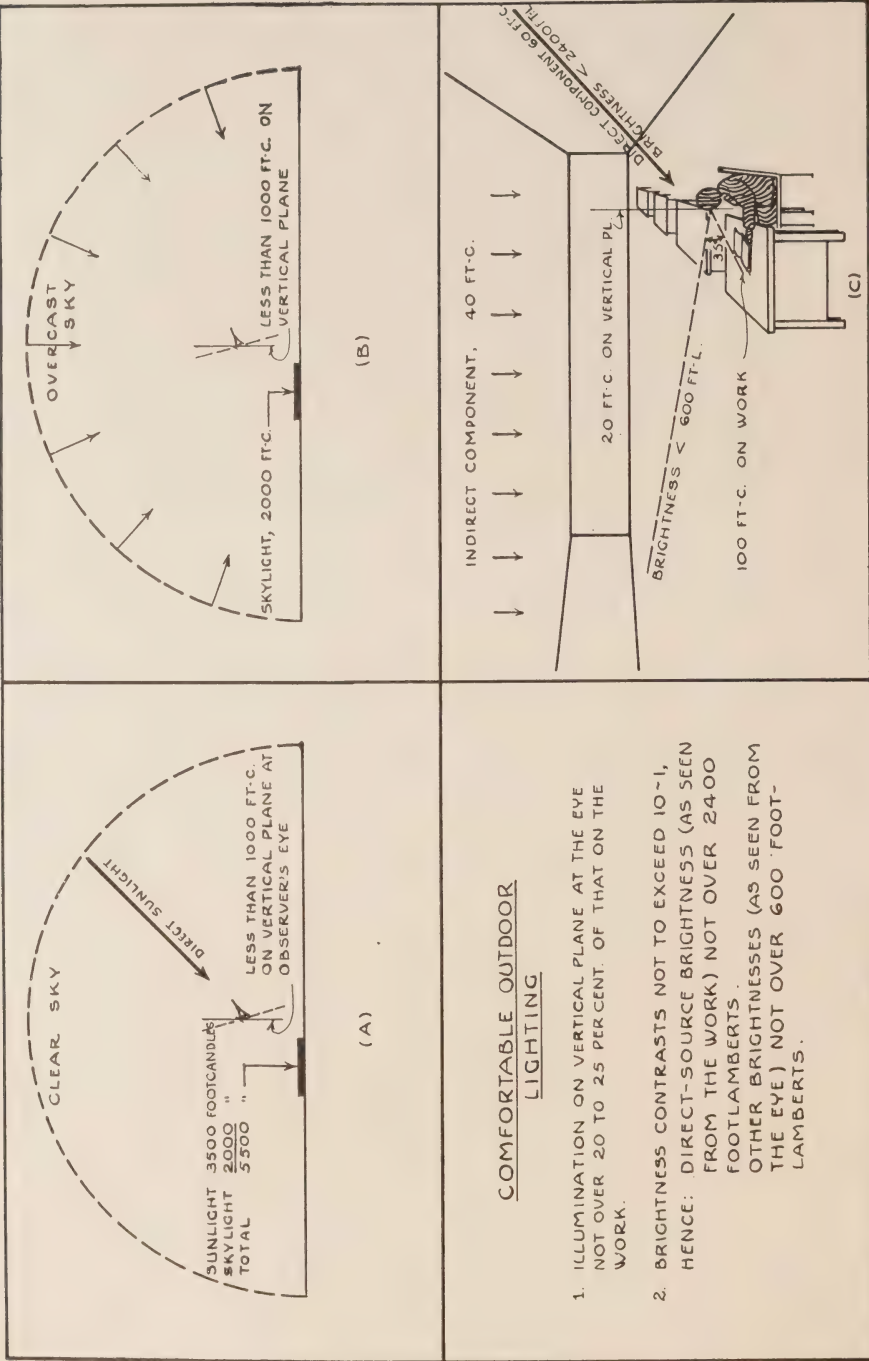 CLEAR SKY
DIRECT SUNLIGHT
SUNLIGHT 3500 FOOTCANDLES
SKYLIGHT 2000 "
TOTAL 5500 "
LESS THAN 1000 FT-C.
ON VERTICAL PLANE AT
OBSERVER'S EYE
(A)
OVERCAST
SKY
SKYLIGHT, 2000 FT-C.
LESS THAN 1000 FT-C. ON
VERTICAL PLANE
(B)
COMFORTABLE OUTDOOR
LIGHTING
1. ILLUMINATION ON VERTICAL PLANE AT THE EYE
NOT OVER 20 TO 25 PERCENT. OF THAT ON THE
WORK.
2. BRIGHTNESS CONTRASTS NOT TO EXCEED 10-1,
HENCE: DIRECT-SOURCE BRIGHTNESS (AS SEEN
FROM THE WORK) NOT OVER 2400
FOOTLAMBERTS.
OTHER BRIGHTNESSES (AS SEEN FROM
THE EYE) NOT OVER 600 FOOT-
LAMBERTS.
INDIRECT COMPONENT, 40 FT-C.
DIRECT COMPONENT 60 FT-C.
BRIGHTNESS < 2400 FT-L.
20 FT-C. ON VERTICAL PL.
BRIGHTNESS < 600 FT-L.
35°
100 FT-C. ON WORK
(C)